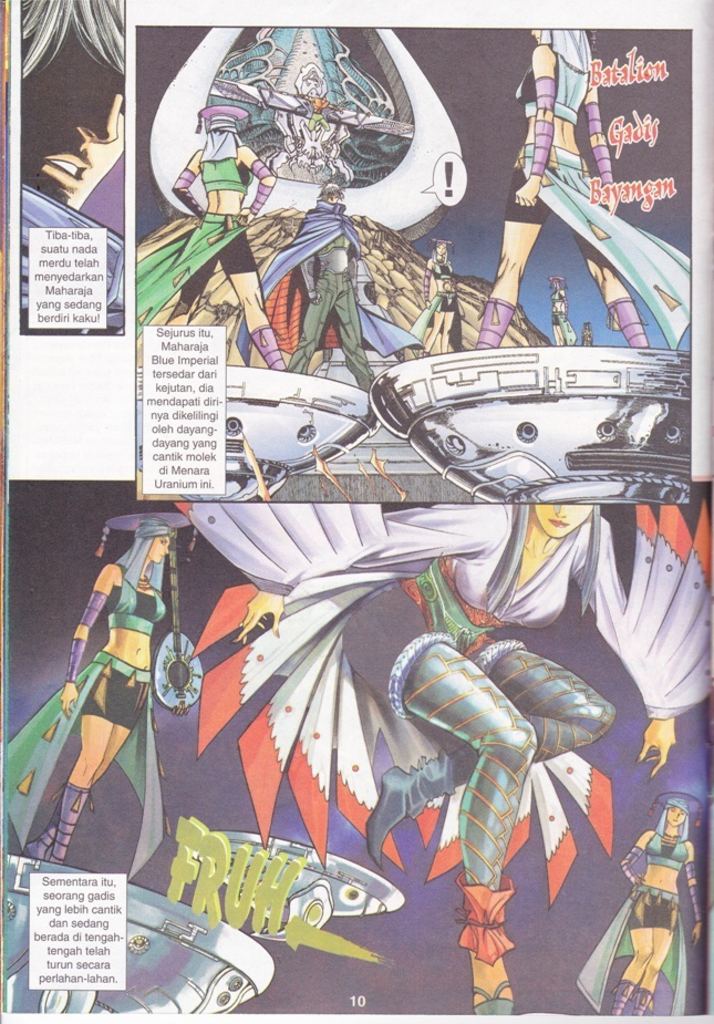 Tiba-tiba,
suatu nada
merdu telah
menyedarkan
Maharaja
yang sedang
berdiri kaku!
!
Batalion
Gadis
Bayangan
Sejurus itu,
Maharaja
Blue Imperial
tersedar dari
kejutan, dia
mendapati diri-
nya dikelilingi
oleh dayang-
dayang yang
cantik molek
di Menara
Uranium ini.
FRUH
Sementara itu,
seorang gadis
yang lebih cantik
dan sedang
berada di tengah-
tengah telah
turun secara
perlahan-lahan.
10